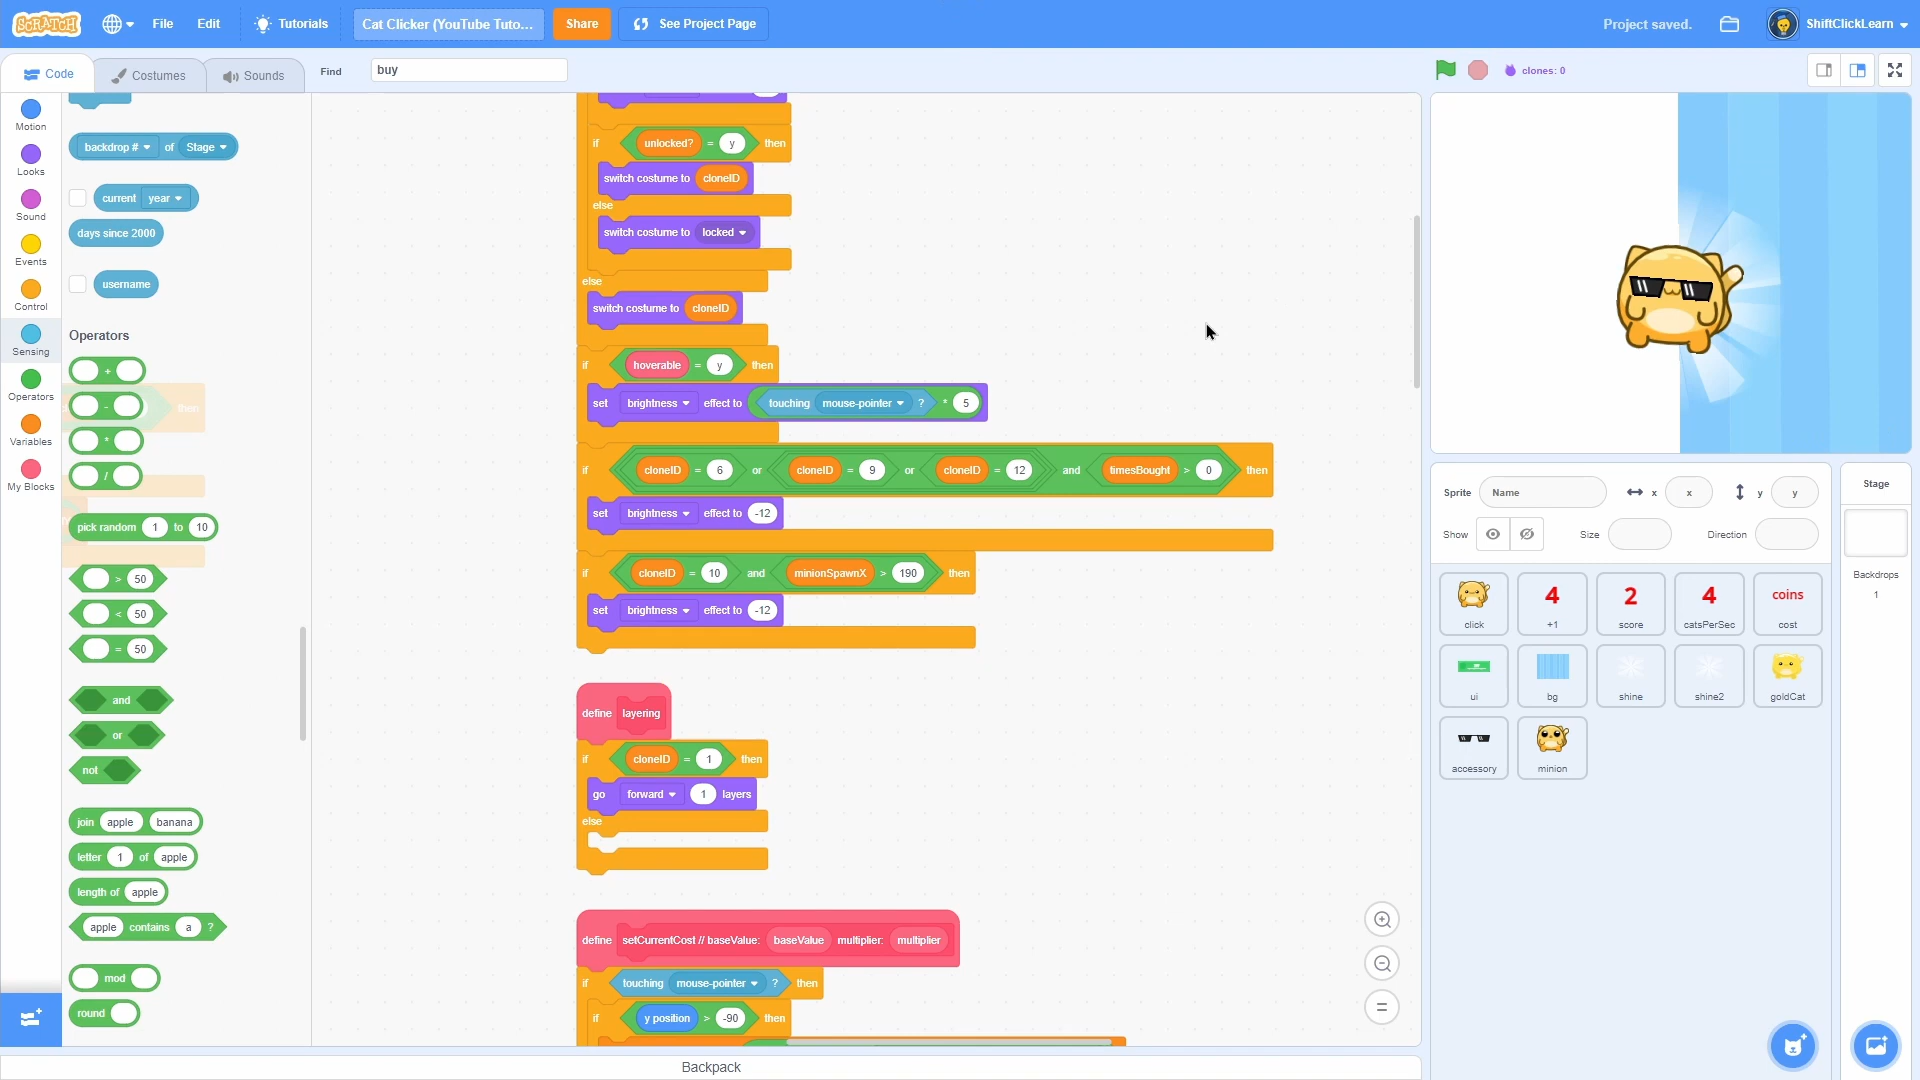 SCRATCH File Edit Tutorials Cat Clicker (YouTube Tuto... Share See Project Page Project saved. ShiftClickLearn
Code Costumes Sounds Find buy clones: 0
Motion
Looks
Sound
Events
Control
Sensing
Operators
Variables
My Blocks
backdrop # of Stage
current year
days since 2000
username
Operators
+
-
*
/
pick random 1 to 10
> 50
< 50
= 50
and
or
not
join apple banana
letter 1 of apple
length of apple
apple contains a ?
mod
round
then
if unlocked? = y then
switch costume to cloneID
else
switch costume to locked
else
switch costume to cloneID
if hoverable = y then
set brightness effect to touching mouse-pointer ? * 5
if cloneID = 6 or cloneID = 9 or cloneID = 12 and timesBought > 0 then
set brightness effect to -12
if cloneID = 10 and minionSpawnX > 190 then
set brightness effect to -12
define layering
if cloneID = 1 then
go forward 1 layers
else
define setCurrentCost // baseValue: baseValue multiplier: multiplier
if touching mouse-pointer ? then
if y position > -90 then
Backpack
Sprite Name x x y y
Show Size Direction
4 2 4 coins
click +1 score catsPerSec cost
ui bg shine shine2 goldCat
accessory minion
Stage
Backdrops
1